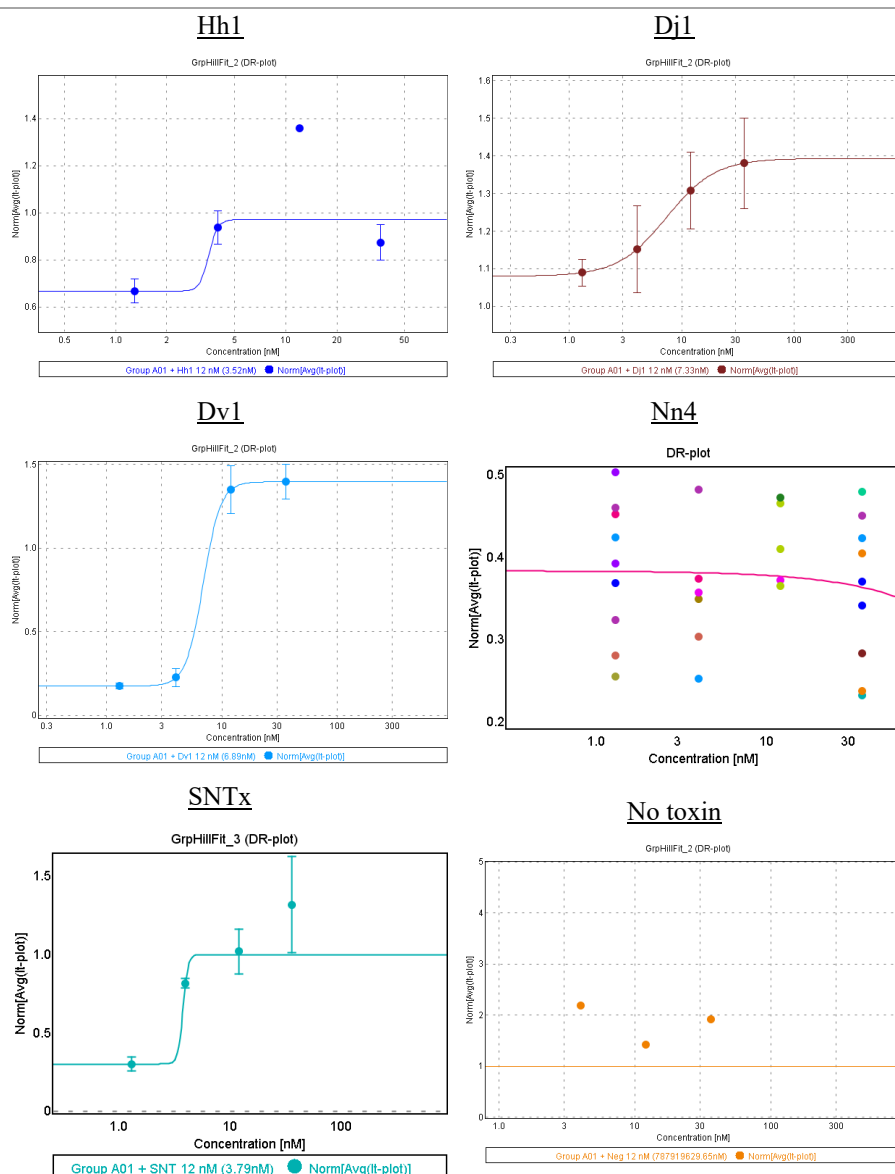 Hh1
GrpHillFit_2 (DR-plot)
Norm[Avg(It-plot)]
1.4
1.2
1.0
0.8
0.6
0.5 1.0 2 5 10 20 50
Concentration [nM]
Group A01 + Hh1 12 nM (3.52nM) Norm[Avg(It-plot)]
Dj1
GrpHillFit_2 (DR-plot)
Norm[Avg(It-plot)]
1.6
1.5
1.4
1.3
1.2
1.1
1.0
0.3 1.0 3 10 30 100 300
Concentration [nM]
Group A01 + Dj1 12 nM (7.33nM) Norm[Avg(It-plot)]
Dv1
GrpHillFit_2 (DR-plot)
Norm[Avg(It-plot)]
1.5
1.0
0.5
0
0.3 1.0 3 10 30 100 300
Concentration [nM]
Group A01 + Dv1 12 nM (6.89nM) Norm[Avg(It-plot)]
Nn4
DR-plot
Norm[Avg(It-plot)]
0.5
0.4
0.3
0.2
1.0 3 10 30
Concentration [nM]
SNTx
GrpHillFit_3 (DR-plot)
Norm[Avg(It-plot)]
1.5
1.0
0.5
0
1.0 10 100
Concentration [nM]
Group A01 + SNT 12 nM (3.79nM) Norm[Avg(It-plot)]
No toxin
GrpHillFit_2 (DR-plot)
Norm[Avg(It-plot)]
5
4
3
2
1
0
1.0 3 10 30 100 300
Concentration [nM]
Group A01 + Neg 12 nM (787919629.65nM) Norm[Avg(It-plot)]